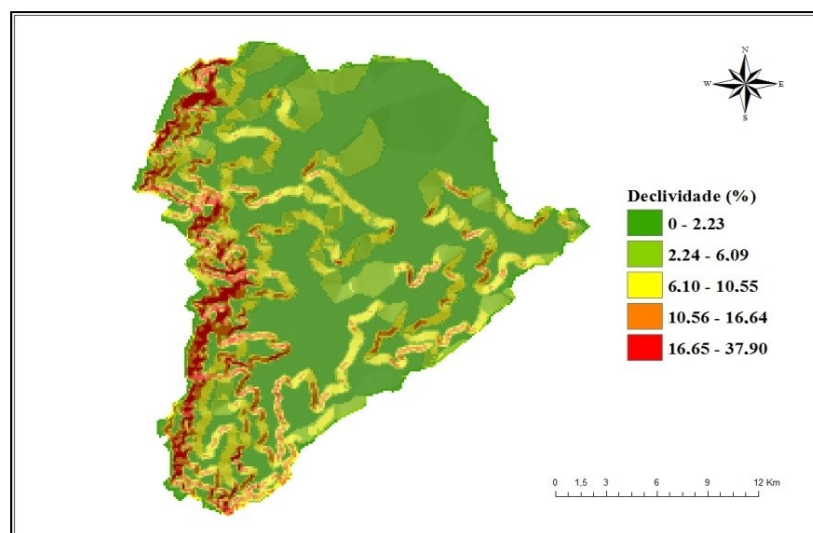 N
W E
S
Declividade (%)
0 - 2.23
2.24 - 6.09
6.10 - 10.55
10.56 - 16.64
16.65 - 37.90
0 1,5 3 6 9 12 Km